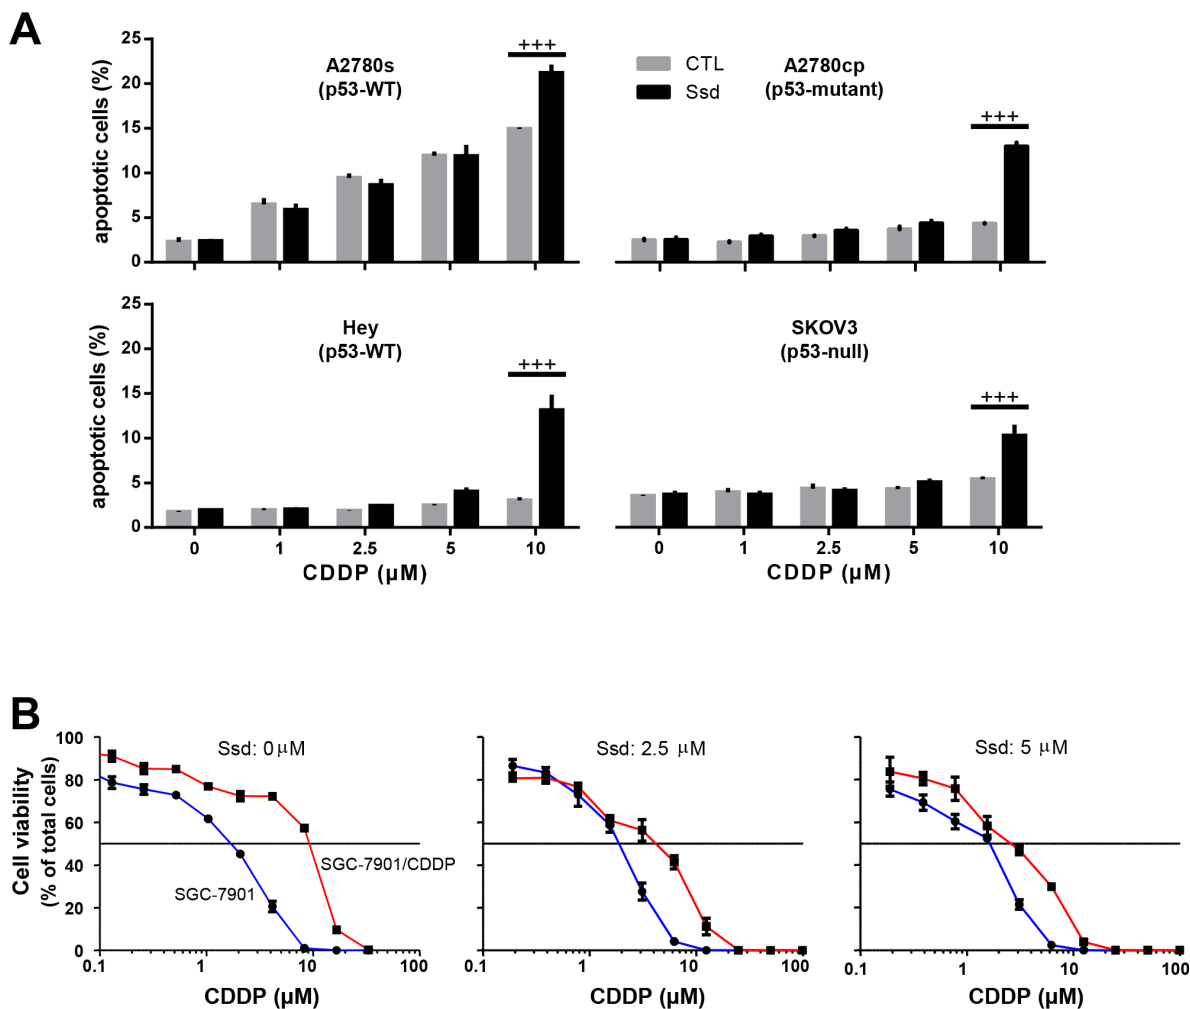 A
25
20
15
10
5
0
apoptotic cells (%)
A2780s
(p53-WT)
+++
CTL
Ssd
A2780cp
(p53-mutant)
+++
25
20
15
10
5
0
apoptotic cells (%)
Hey
(p53-WT)
+++
SKOV3
(p53-null)
+++
0 1 2.5 5 10
CDDP (µM)
0 1 2.5 5 10
CDDP (µM)
B
100
80
60
40
20
0
Cell viability
(% of total cells)
Ssd: 0 µM
SGC-7901/CDDP
SGC-7901
0.1 1 10 100
CDDP (µM)
Ssd: 2.5 µM
0.1 1 10 100
CDDP (µM)
Ssd: 5 µM
0.1 1 10 100
CDDP (µM)